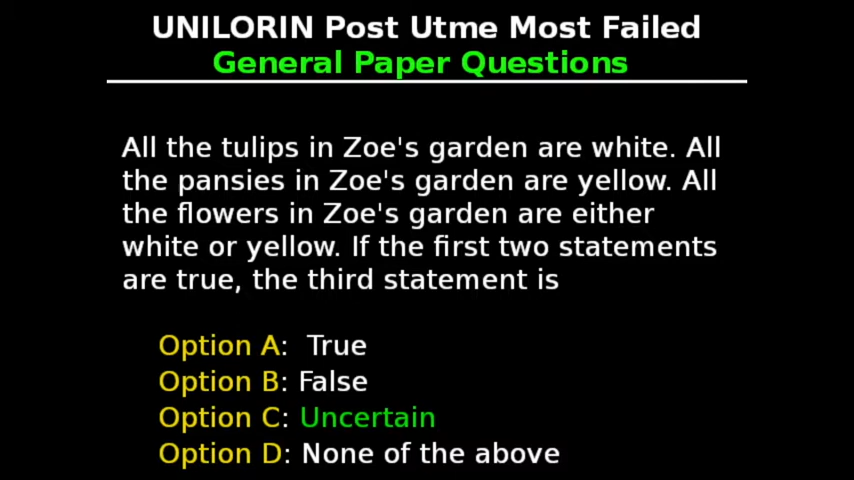 UNILORIN Post Utme Most Failed
General Paper Questions
All the tulips in Zoe's garden are white. All
the pansies in Zoe's garden are yellow. All
the flowers in Zoe's garden are either
white or yellow. If the first two statements
are true, the third statement is
Option A: True
Option B: False
Option C: Uncertain
Option D: None of the above